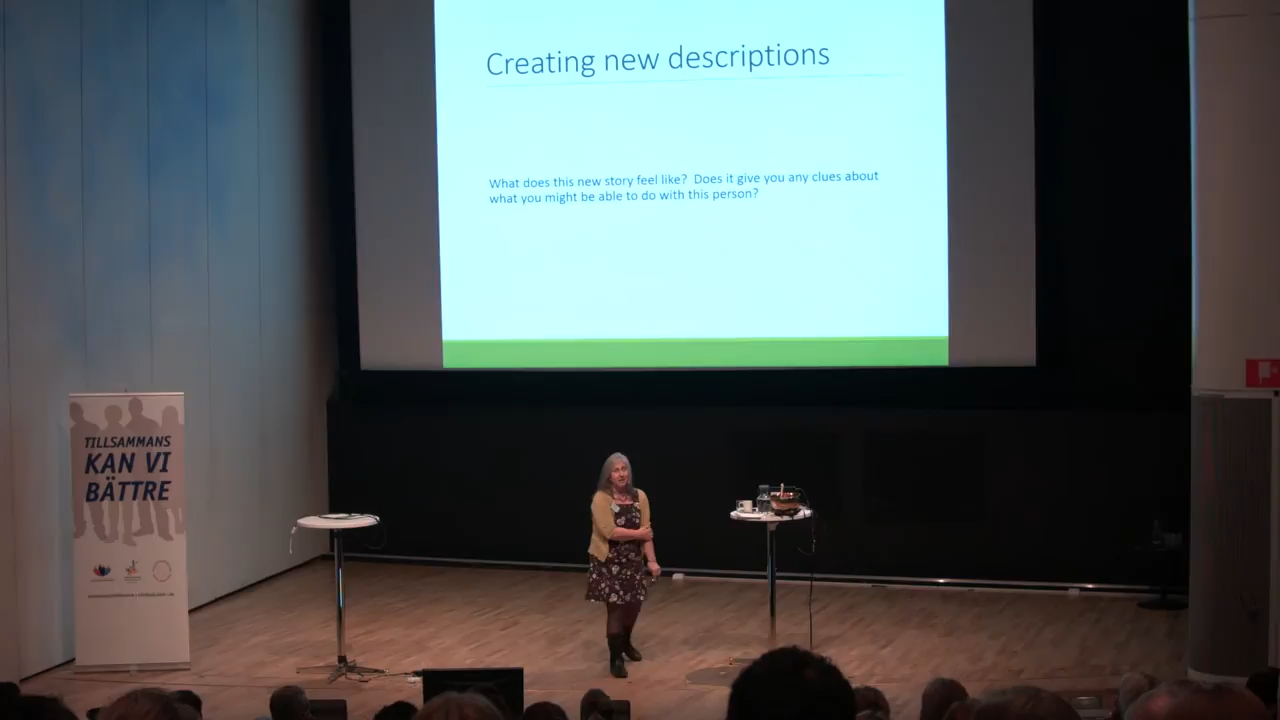 Creating new descriptions
What does this new story feel like? Does it give you any clues about
what you might be able to do with this person?
TILLSAMMANS
KAN VI
BÄTTRE